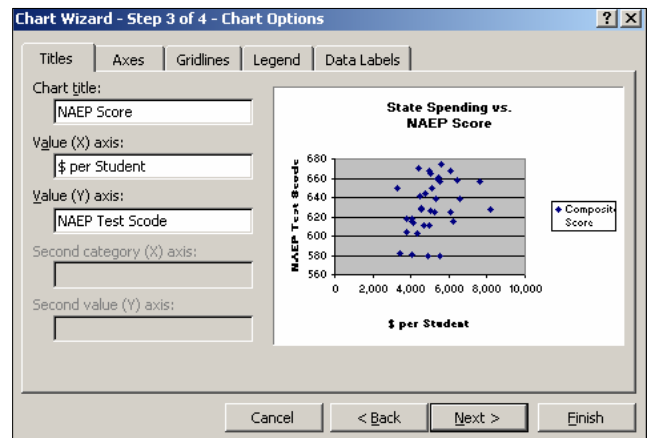 Chart Wizard - Step 3 of 4 - Chart Options
Titles
Axes
Gridlines
Legend
Data Labels
Chart title:
NAEP Score
Value (X) axis:
$ per Student
Value (Y) axis:
NAEP Test Scode
Second category (X) axis:
Second value (Y) axis:
State Spending vs.
NAEP Score
NAEP Test Scode
680
660
640
620
600
580
560
0 2,000 4,000 6,000 8,000 10,000
$ per Student
Composit
Score
Cancel
< Back
Next >
Finish